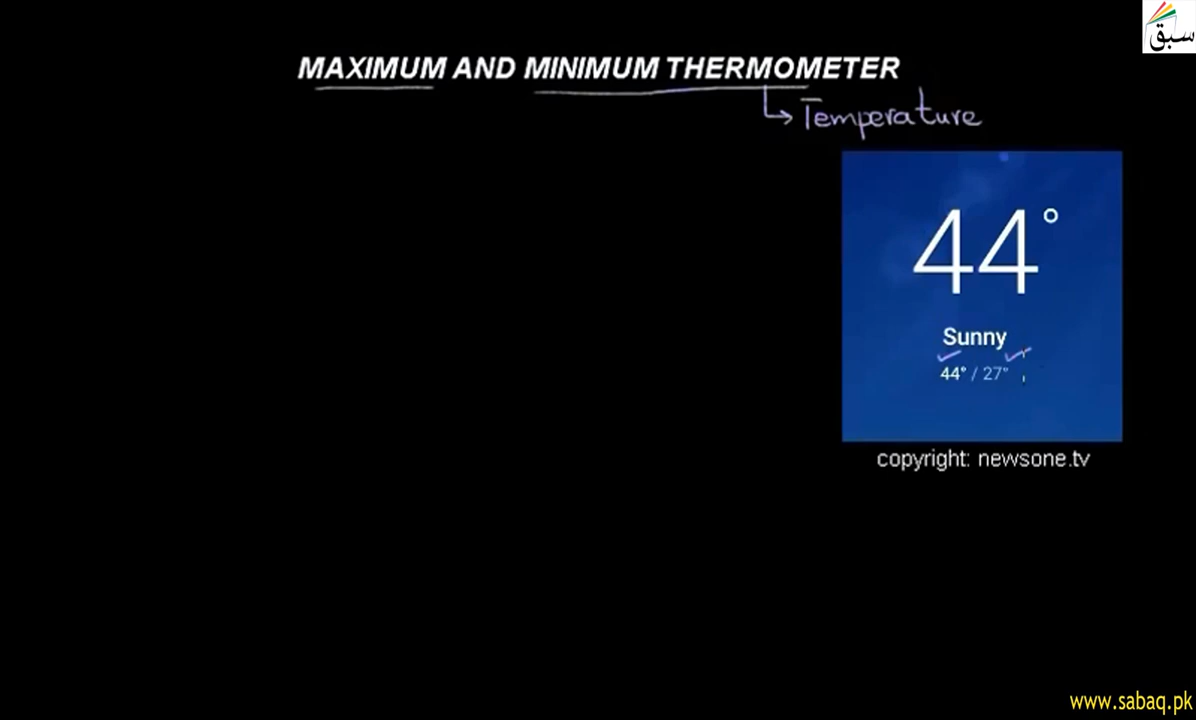 سبق
MAXIMUM AND MINIMUM THERMOMETER
Temperature
44°
Sunny
44° / 27°
copyright: newsone.tv
www.sabaq.pk